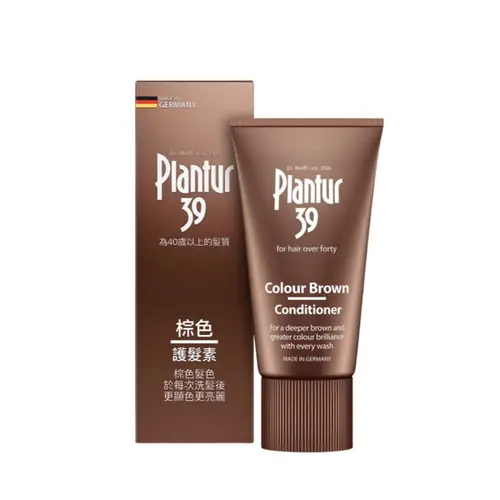 GERMANY
Plantur
39
為40歲以上的髮質
棕色
護髮素
棕色髮色
於每次洗髮後
更顯色更亮麗
Plantur
39
for hair over forty
Colour Brown
Conditioner
For a deeper brown and
greater colour brilliance
with every wash
MADE IN GERMANY